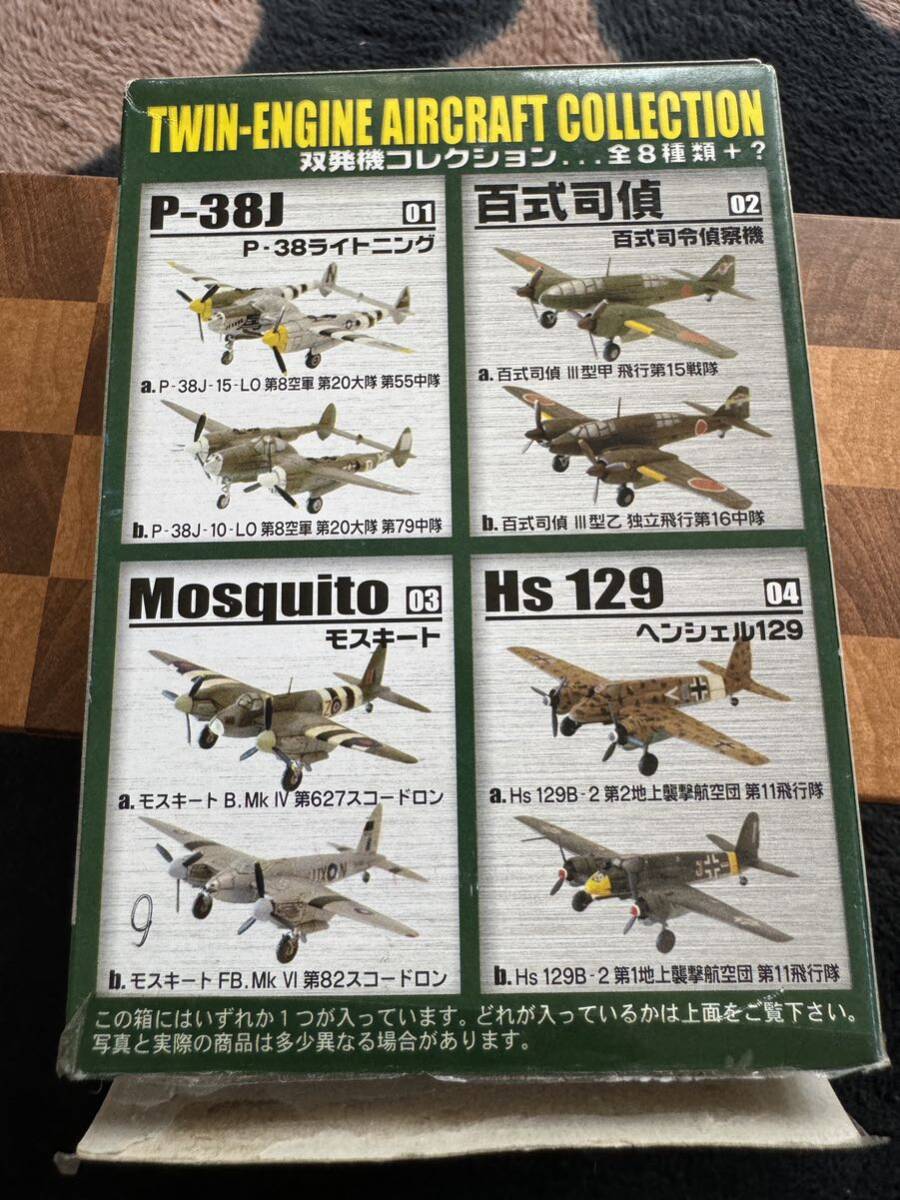 TWIN-ENGINE AIRCRAFT COLLECTION
双発機コレクション...全8種類+?
P-38J 01
P-38ライトニング
a. P-38J-15-LO 第8空軍 第20大隊 第55中隊
b. P-38J-10-LO 第8空軍 第20大隊 第79中隊
百式司偵 02
百式司令偵察機
a. 百式司偵 III型甲 飛行第15戦隊
b. 百式司偵 III型乙 独立飛行第16中隊
Mosquito 03
モスキート
a. モスキート B.Mk IV 第627スコードロン
9
b. モスキート FB.Mk VI 第82スコードロン
Hs 129 04
ヘンシェル129
a. Hs 129B-2 第2地上襲撃航空団 第11飛行隊
b. Hs 129B-2 第1地上襲撃航空団 第11飛行隊
この箱にはいずれか1つが入っています。どれが入っているかは上面をご覧下さい。
写真と実際の商品は多少異なる場合があります。